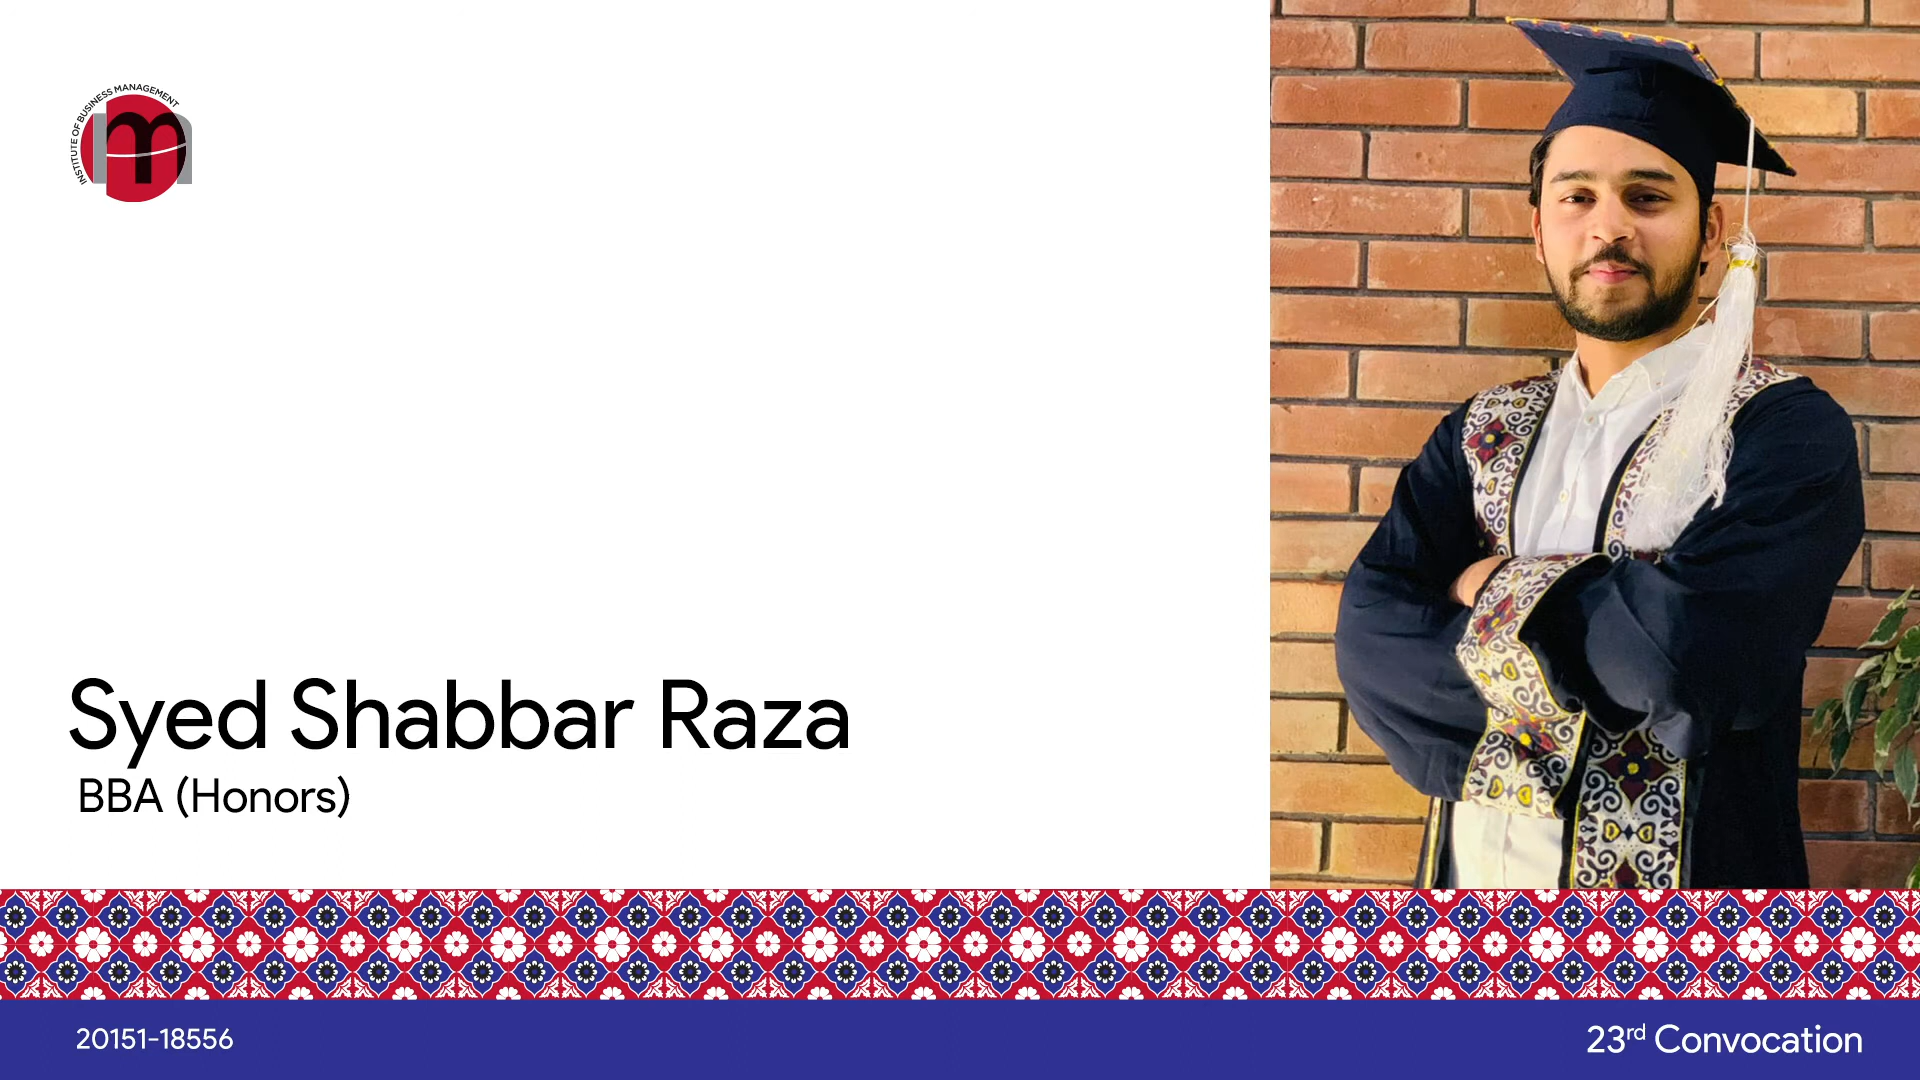 INSTITUTE OF BUSINESS MANAGEMENT
Syed Shabbar Raza
BBA (Honors)
20151-18556
23rd Convocation